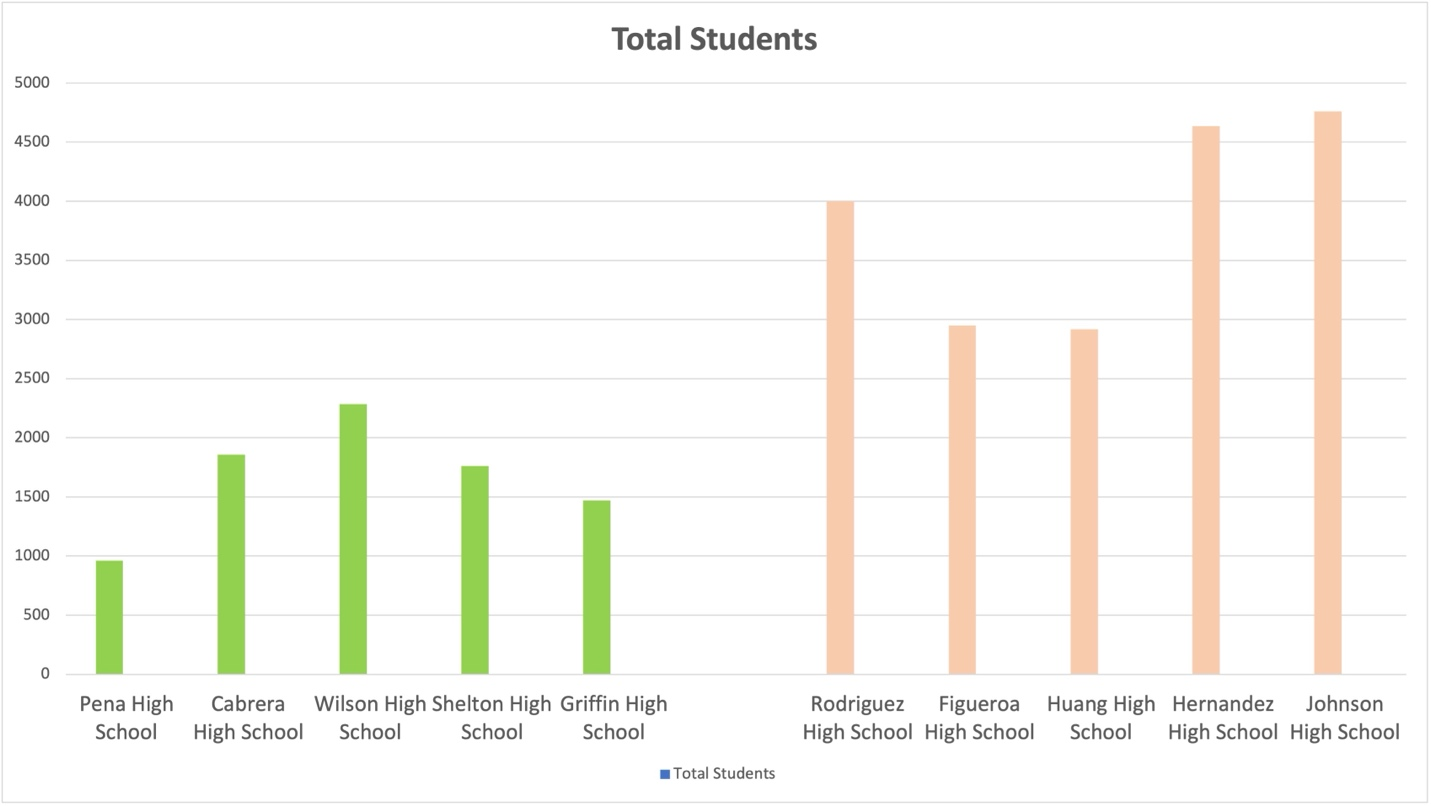 Total Students
5000
4500
4000
3500
3000
2500
2000
1500
1000
500
0
Pena High
School
Cabrera
High School
Wilson High
School
Shelton High
School
Griffin High
School
Rodriguez
High School
Figueroa
High School
Huang High
School
Hernandez
High School
Johnson
High School
Total Students